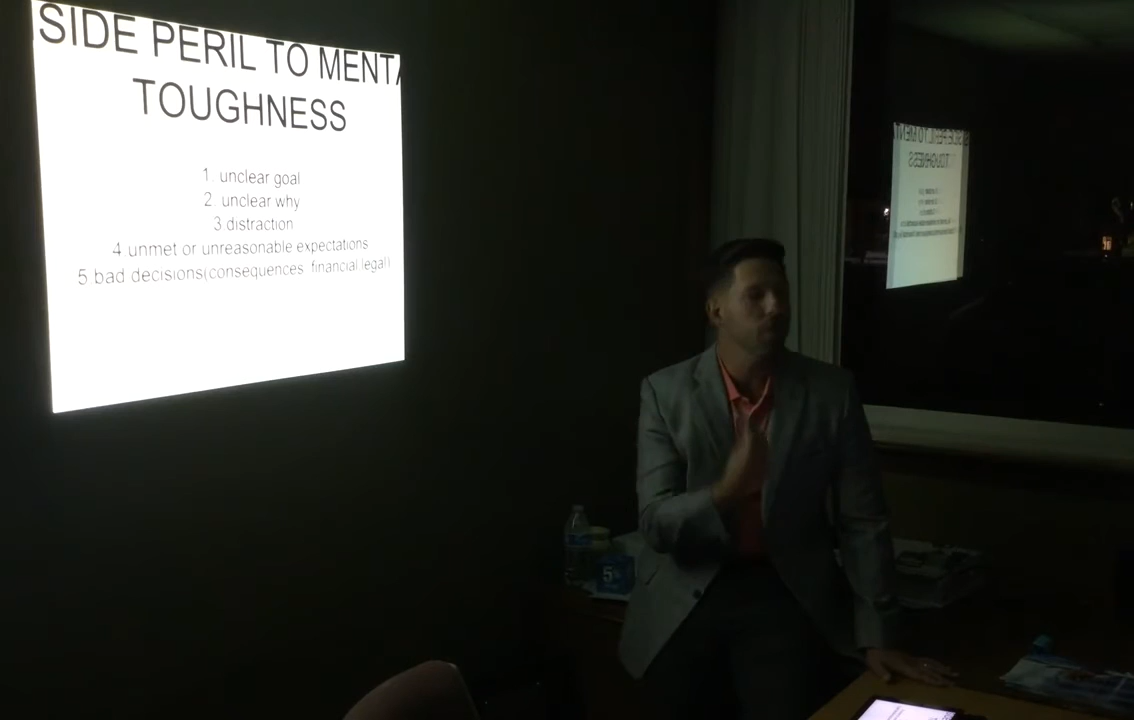 SIDE PERIL TO MENTA
TOUGHNESS
1. unclear goal
2. unclear why
3 distraction
4 unmet or unreasonable expectations
5 bad decisions(consequences financial legal)
5